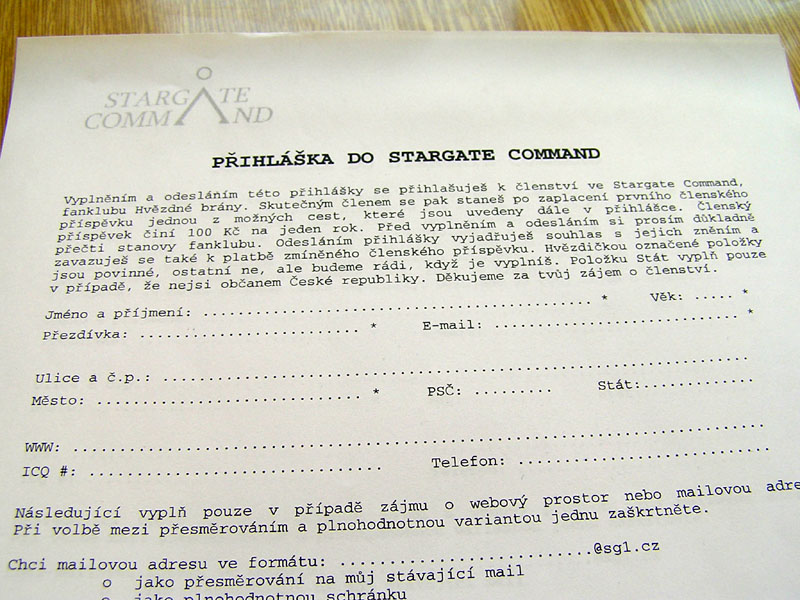 STARGATE
COMMAND
PŘIHLÁŠKA DO STARGATE COMMAND
Vyplněním a odesláním této přihlášky se přihlašuješ k členství ve Stargate Command,
fanklubu Hvězdné brány. Skutečným členem se pak staneš po zaplacení prvního členského
příspěvku jednou z možných cest, které jsou uvedeny dále v přihlášce. Členský
příspěvek činí 100 Kč na jeden rok. Před vyplněním a odesláním si prosím důkladně
přečti stanovy fanklubu. Odesláním přihlášky vyjadřuješ souhlas s jejich zněním a
zavazuješ se také k platbě zmíněného členského příspěvku. Hvězdičkou označené položky
jsou povinné, ostatní ne, ale budeme rádi, když je vyplníš. Položku Stát vyplň pouze
v případě, že nejsi občanem České republiky. Děkujeme za tvůj zájem o členství.
Jméno a příjmení: .................................................. * Věk: ..... *
Přezdívka: ............................ * E-mail: ............................... *
Ulice a č.p.: ...........................................................................
Město: .............................. * PSČ: ......... Stát:.............
WWW: .......................................................................................
ICQ #: ................................. Telefon: .............................
Následující vyplň pouze v případě zájmu o webový prostor nebo mailovou adre
Při volbě mezi přesměrováním a plnohodnotnou variantou jednu zaškrtněte.
Chci mailovou adresu ve formátu: ............................@sg1.cz
o jako přesměrování na můj stávající mail
o jako plnohodnotnou schránku